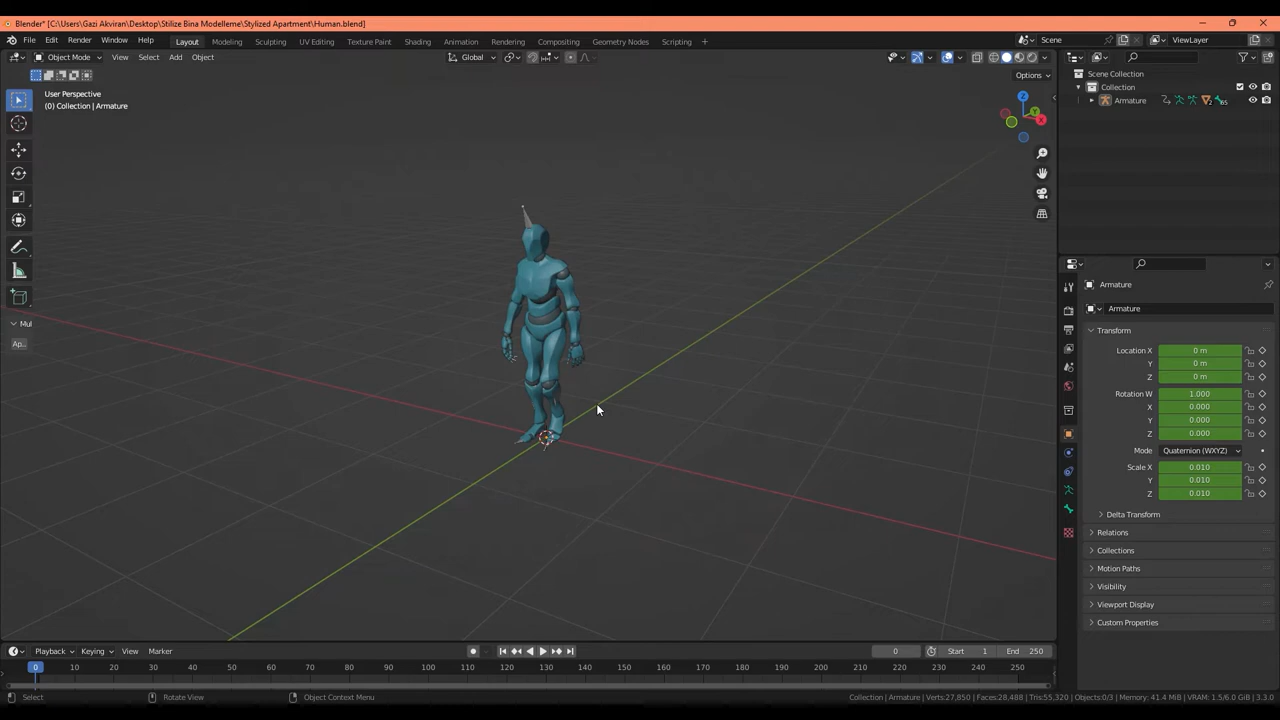 Blender* [C:\Users\Gazi Akviran\Desktop\Stilize Bina Modelleme\Stylized Apartment\Human.blend]
File Edit Render Window Help Layout Modeling Sculpting UV Editing Texture Paint Shading Animation Rendering Compositing Geometry Nodes Scripting + Scene ViewLayer
Object Mode View Select Add Object Global
Options
User Perspective
(0) Collection | Armature
Scene Collection
Collection
Armature 2 65
Z
Y
X
Mul
Ap...
Armature
Armature
Transform
Location X 0 m
Y 0 m
Z 0 m
Rotation W 1.000
X 0.000
Y 0.000
Z 0.000
Mode Quaternion (WXYZ)
Scale X 0.010
Y 0.010
Z 0.010
Delta Transform
Relations
Collections
Motion Paths
Visibility
Viewport Display
Custom Properties
Playback Keying View Marker 0 Start 1 End 250
0 10 20 30 40 50 60 70 80 90 100 110 120 130 140 150 160 170 180 190 200 210 220 230 240 250
Select Rotate View Object Context Menu Collection | Armature | Verts:27,850 | Faces:28,488 | Tris:55,320 | Objects:0/3 | Memory: 41.4 MiB | VRAM: 1.5/6.0 GiB | 3.3.0